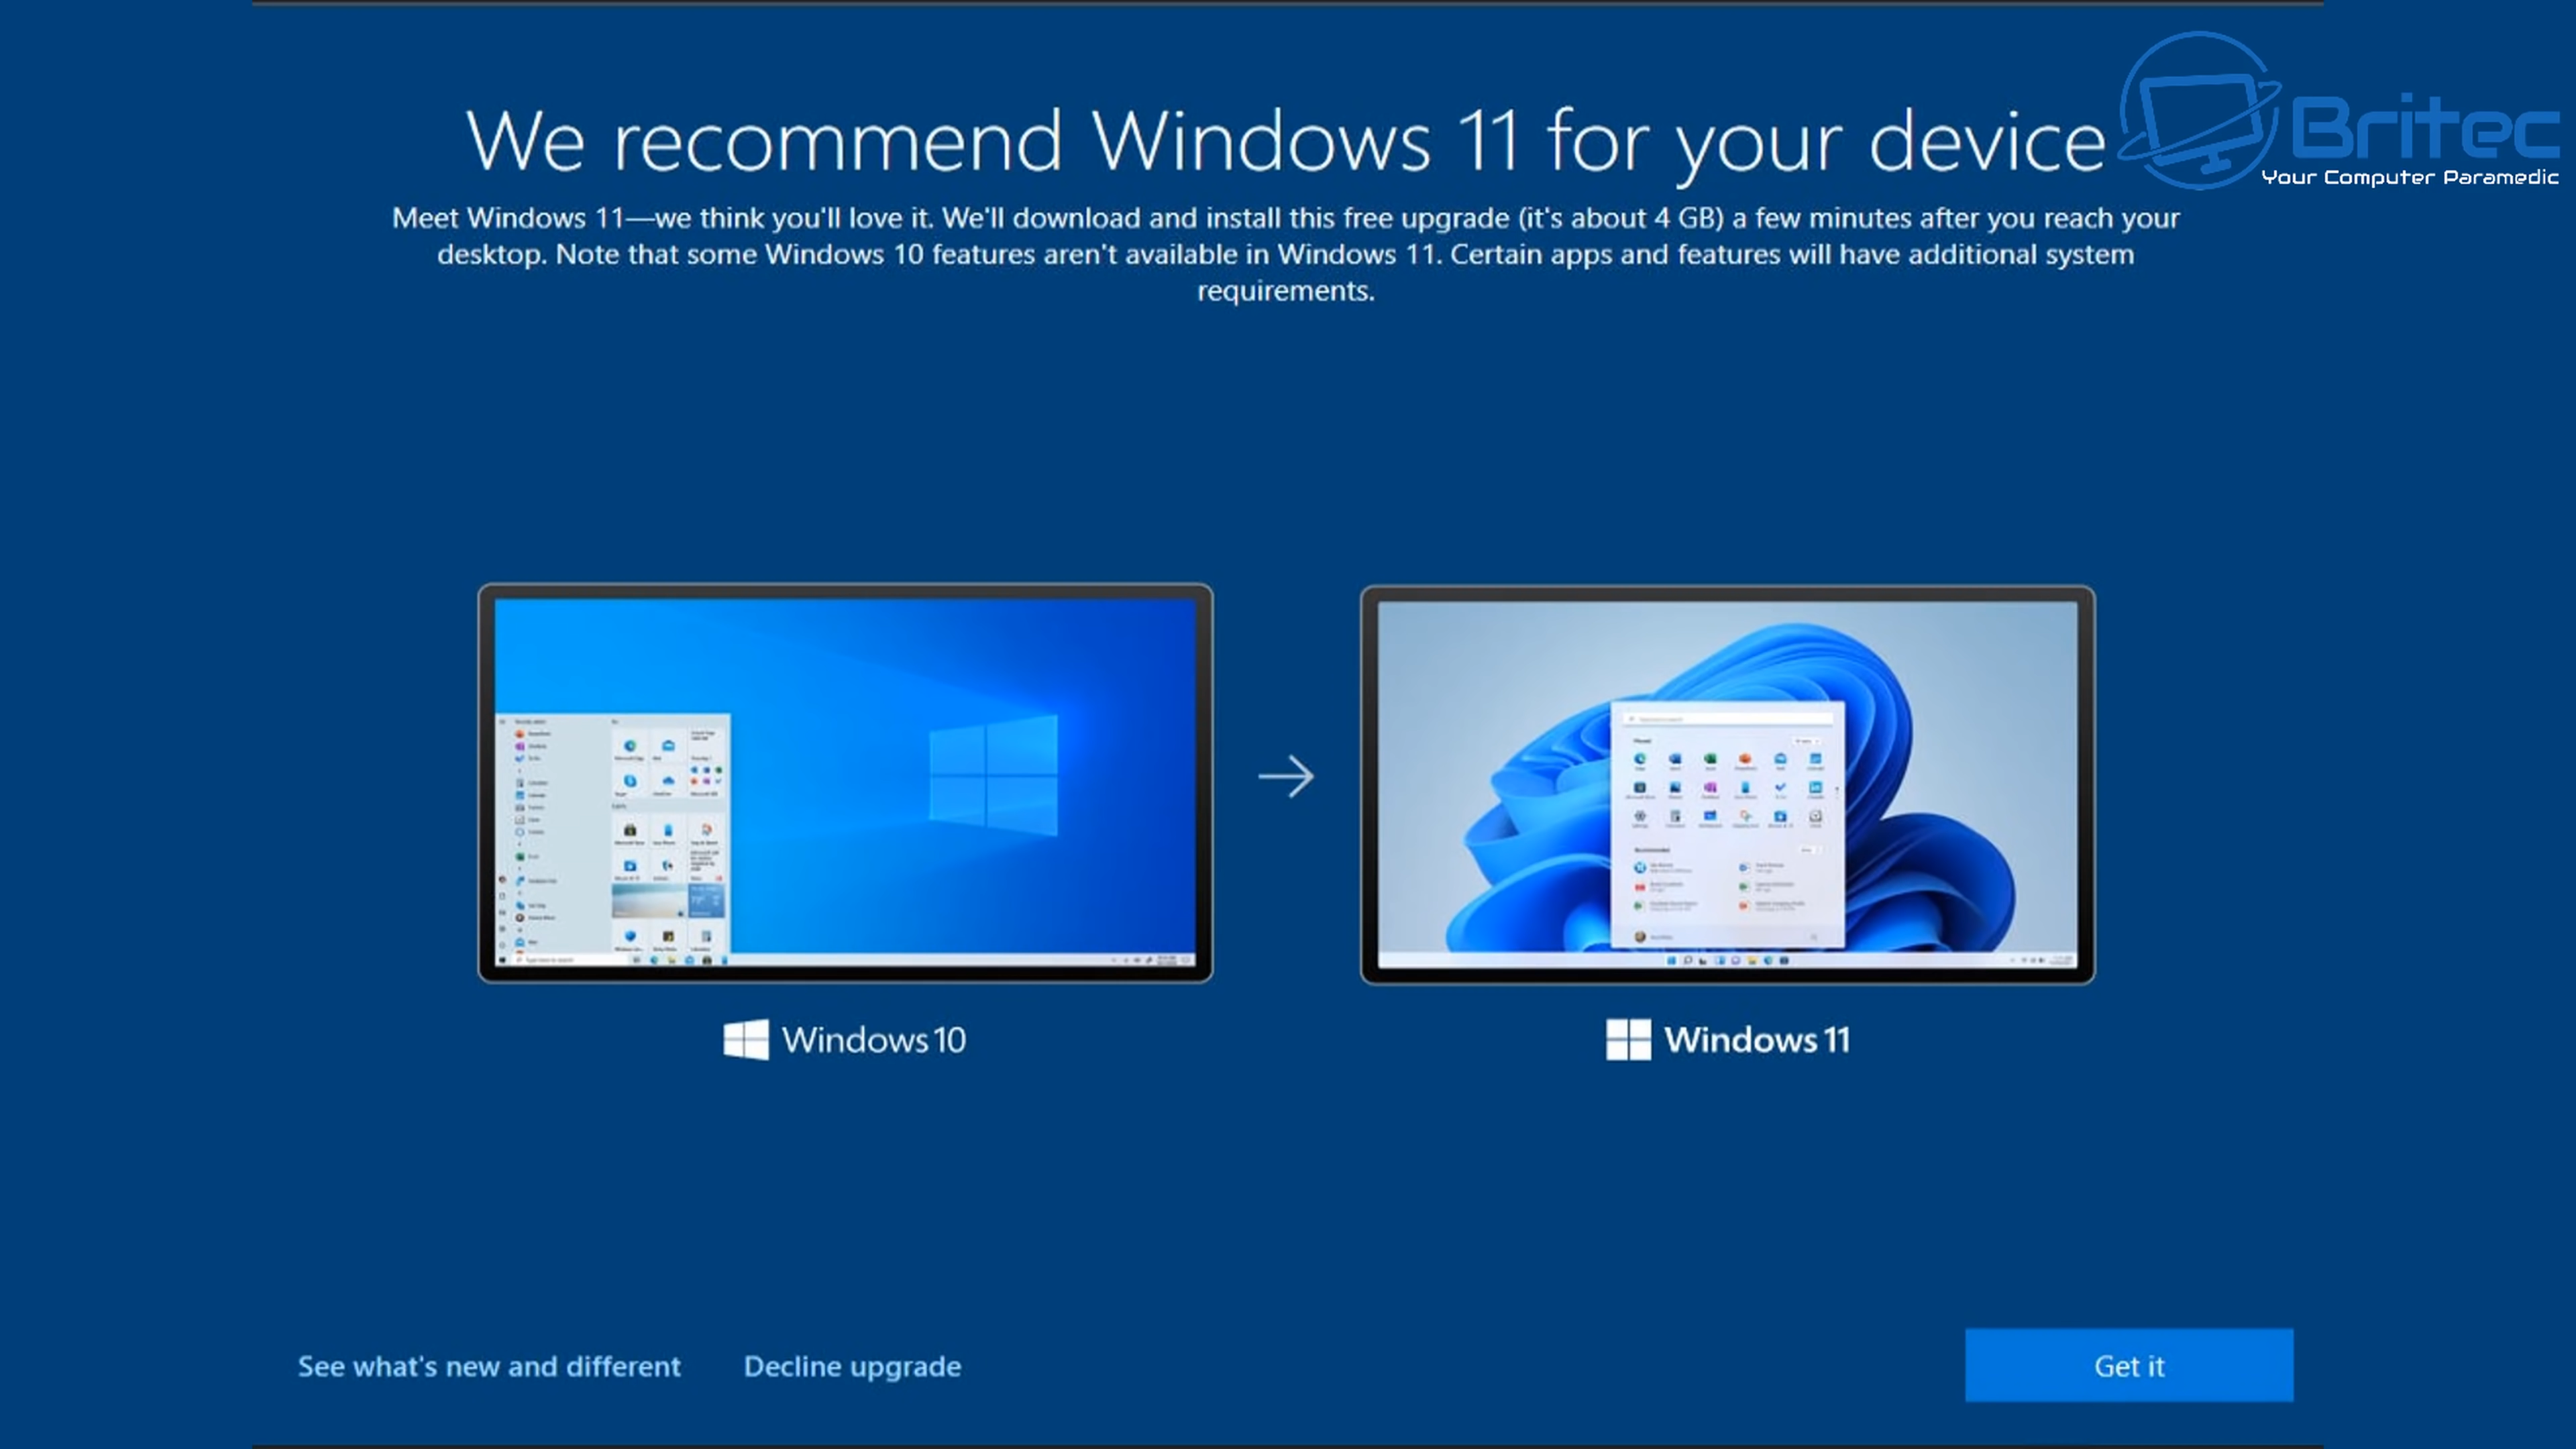 We recommend Windows 11 for your device
Britec
Your Computer Paramedic
Meet Windows 11—we think you'll love it. We'll download and install this free upgrade (it's about 4 GB) a few minutes after you reach your
desktop. Note that some Windows 10 features aren't available in Windows 11. Certain apps and features will have additional system
requirements.
Windows 10
Windows 11
See what's new and different
Decline upgrade
Get it